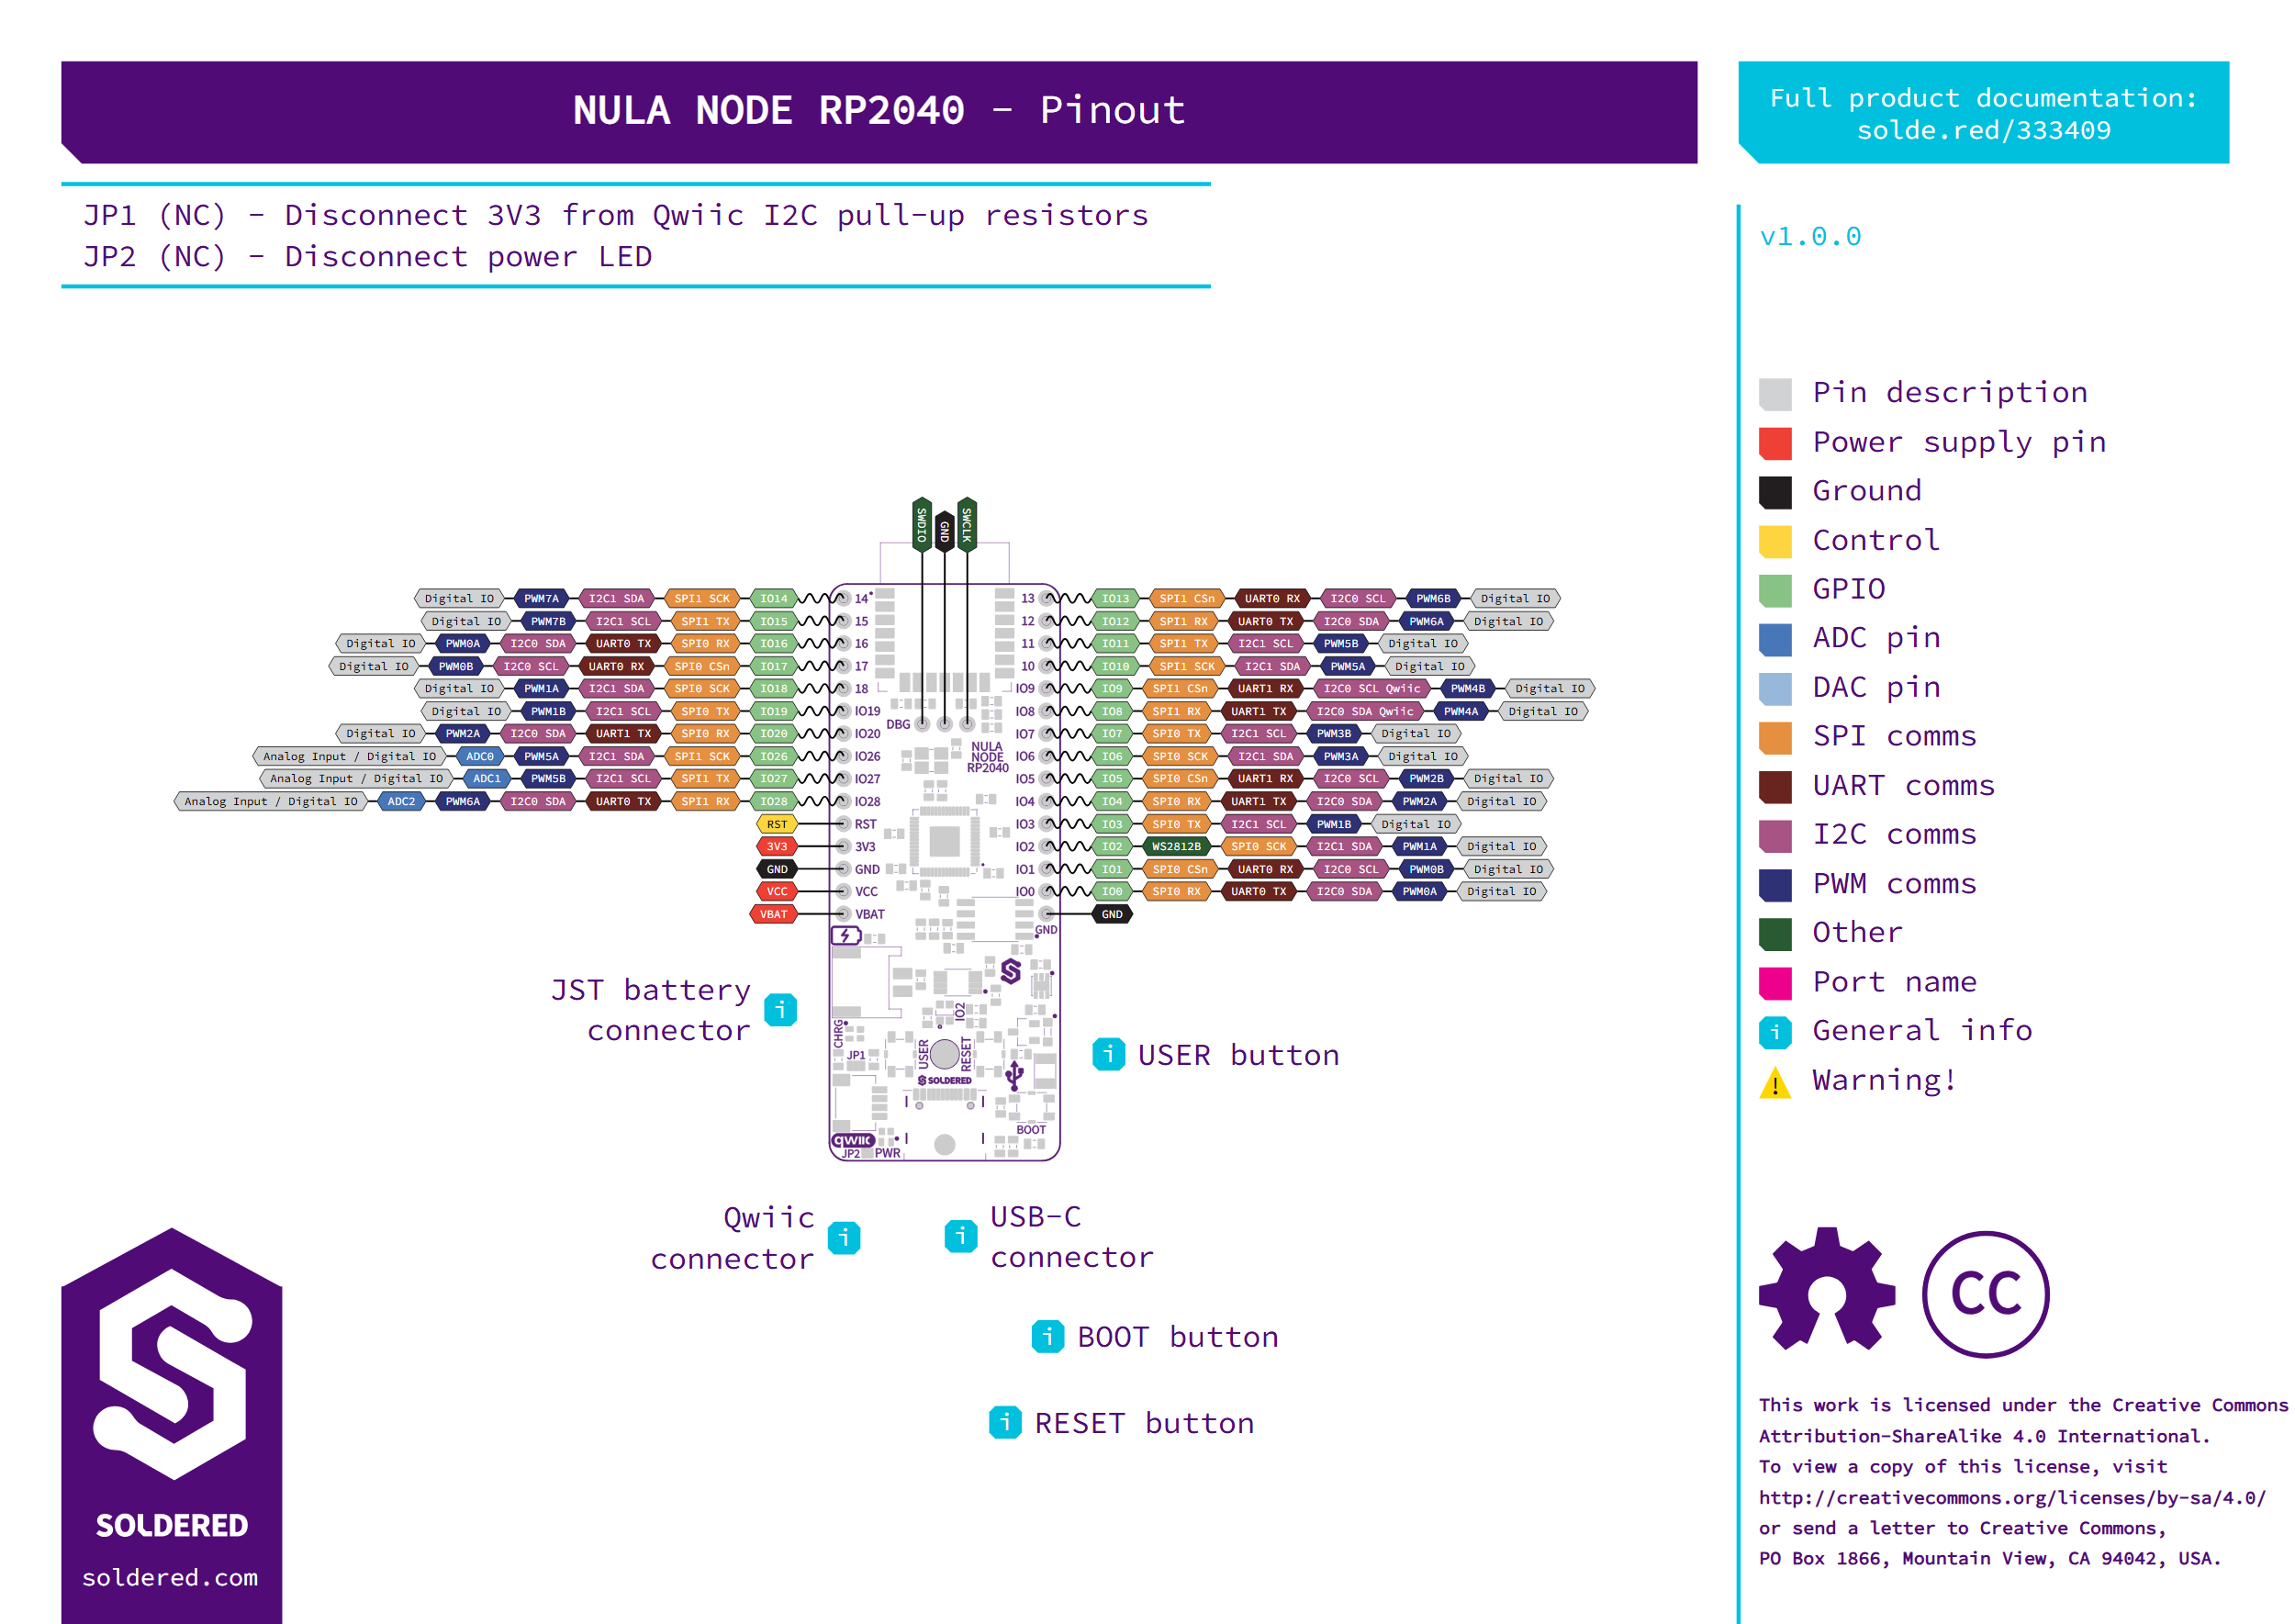 NULA NODE RP2040 - Pinout
Full product documentation:
solde.red/333409
JP1 (NC) - Disconnect 3V3 from Qwiic I2C pull-up resistors
JP2 (NC) - Disconnect power LED
v1.0.0
Pin description
Power supply pin
Ground
Control
GPIO
ADC pin
DAC pin
SPI comms
UART comms
I2C comms
PWM comms
Other
Port name
i General info
! Warning!
SWDIO GND SWCLK
Digital IO PWM7A I2C1 SDA SPI1 SCK IO14 14 13 IO13 SPI1 CSn UART0 RX I2C0 SCL PWM6B Digital IO
Digital IO PWM7B I2C1 SCL SPI1 TX IO15 15 12 IO12 SPI1 RX UART0 TX I2C0 SDA PWM6A Digital IO
Digital IO PWM0A I2C0 SDA UART0 TX SPI0 RX IO16 16 11 IO11 SPI1 TX I2C1 SCL PWM5B Digital IO
Digital IO PWM0B I2C0 SCL UART0 RX SPI0 CSn IO17 17 10 IO10 SPI1 SCK I2C1 SDA PWM5A Digital IO
Digital IO PWM1A I2C1 SDA SPI0 SCK IO18 18 IO9 IO9 SPI1 CSn UART1 RX I2C0 SCL Qwiic PWM4B Digital IO
Digital IO PWM1B I2C1 SCL SPI0 TX IO19 IO19 IO8 IO8 SPI1 RX UART1 TX I2C0 SDA Qwiic PWM4A Digital IO
DBG
Digital IO PWM2A I2C0 SDA UART1 TX SPI0 RX IO20 IO20 IO7 IO7 SPI0 TX I2C1 SCL PWM3B Digital IO
NULA
NODE
RP2040
Analog Input / Digital IO ADC0 PWM5A I2C1 SDA SPI1 SCK IO26 IO26 IO6 IO6 SPI0 SCK I2C1 SDA PWM3A Digital IO
Analog Input / Digital IO ADC1 PWM5B I2C1 SCL SPI1 TX IO27 IO27 IO5 IO5 SPI0 CSn UART1 RX I2C0 SCL PWM2B Digital IO
Analog Input / Digital IO ADC2 PWM6A I2C0 SDA UART0 TX SPI1 RX IO28 IO28 IO4 IO4 SPI0 RX UART1 TX I2C0 SDA PWM2A Digital IO
RST RST IO3 IO3 SPI0 TX I2C1 SCL PWM1B Digital IO
3V3 3V3 IO2 IO2 WS2812B SPI0 SCK I2C1 SDA PWM1A Digital IO
GND GND IO1 IO1 SPI0 CSn UART0 RX I2C0 SCL PWM0B Digital IO
VCC VCC IO0 IO0 SPI0 RX UART0 TX I2C0 SDA PWM0A Digital IO
VBAT VBAT GND
GND
JST battery
connector
i
IO2
CHRG
JP1
USER
RESET
SOLDERED
BOOT
qwiic
JP2 PWR
i USER button
Qwiic
connector
i
i USB-C
connector
i BOOT button
i RESET button
SOLDERED
soldered.com
CC
This work is licensed under the Creative Commons
Attribution-ShareAlike 4.0 International.
To view a copy of this license, visit
http://creativecommons.org/licenses/by-sa/4.0/
or send a letter to Creative Commons,
PO Box 1866, Mountain View, CA 94042, USA.